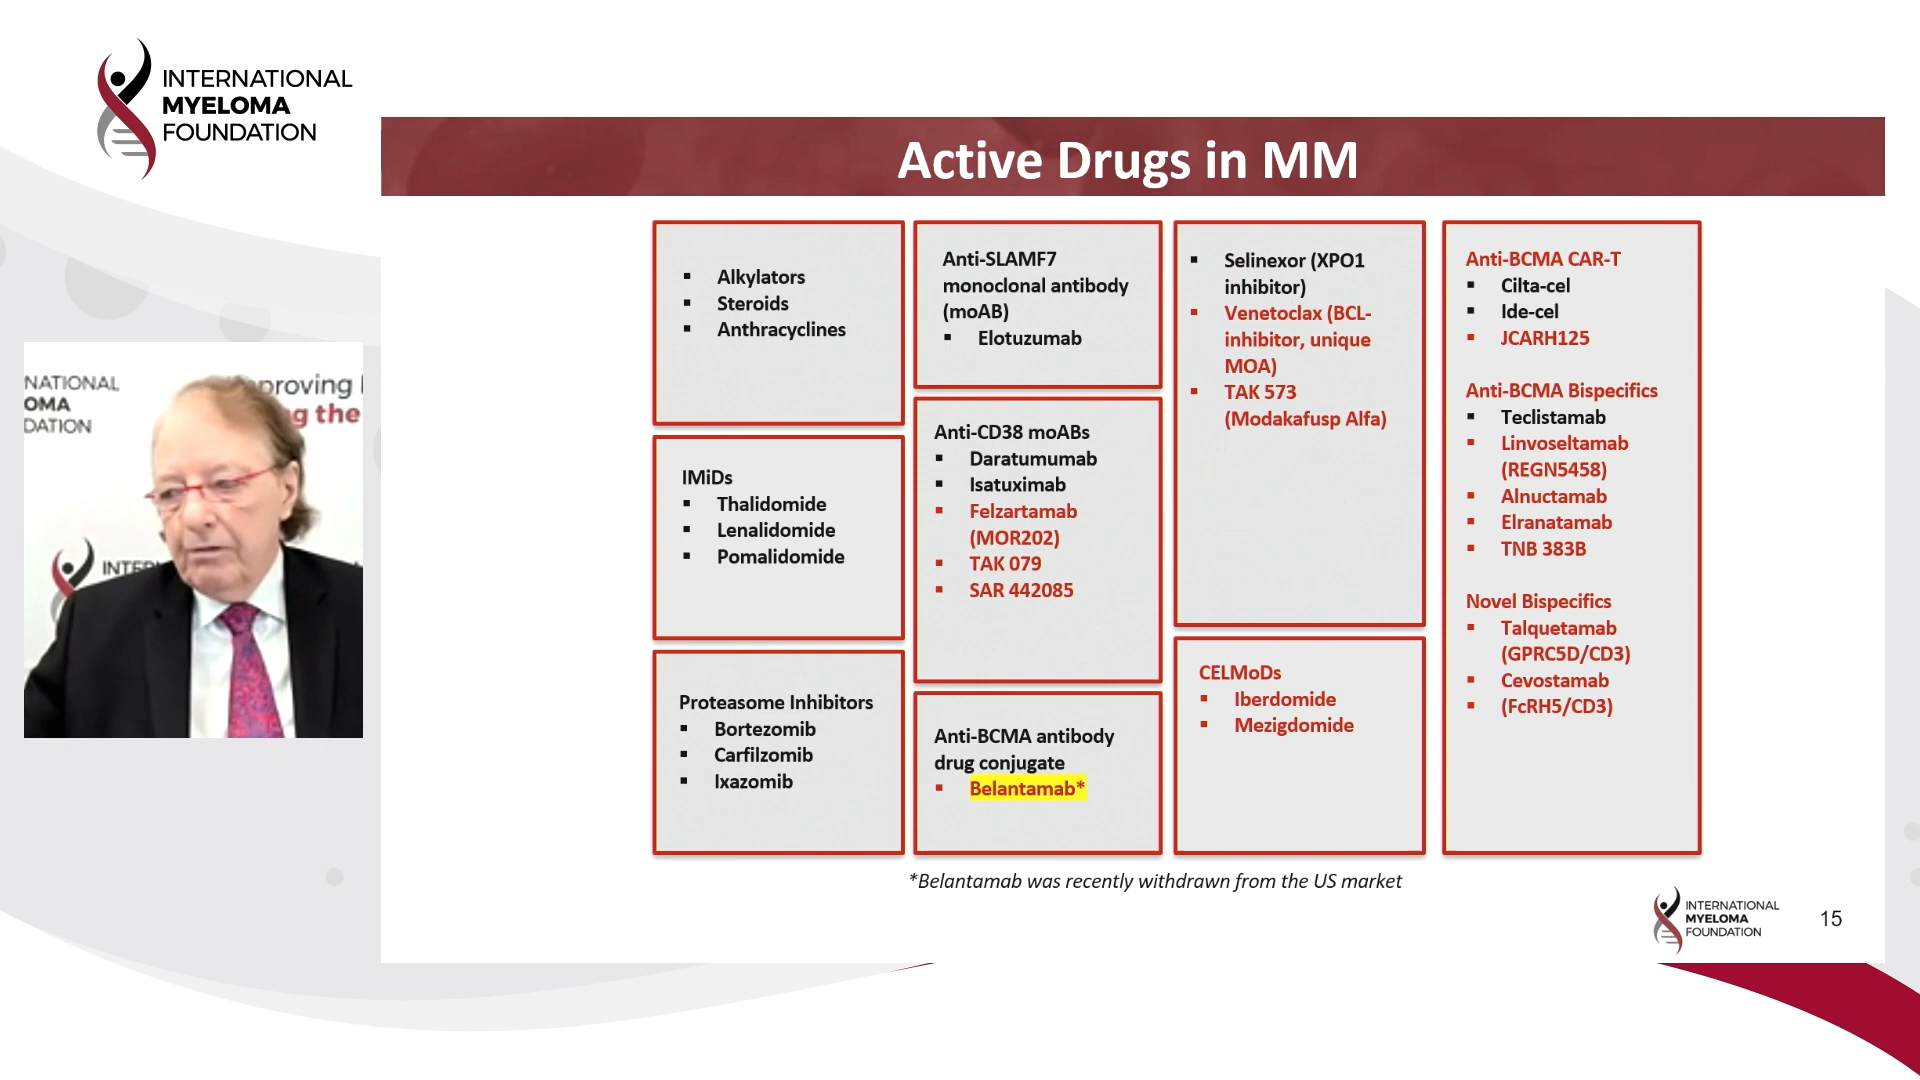 INTERNATIONAL
MYELOMA
FOUNDATION
Active Drugs in MM
▪ Alkylators
▪ Steroids
▪ Anthracyclines
IMiDs
▪ Thalidomide
▪ Lenalidomide
▪ Pomalidomide
Proteasome Inhibitors
▪ Bortezomib
▪ Carfilzomib
▪ Ixazomib
Anti-SLAMF7
monoclonal antibody
(moAB)
▪ Elotuzumab
Anti-CD38 moABs
▪ Daratumumab
▪ Isatuximab
▪ Felzartamab
(MOR202)
▪ TAK 079
▪ SAR 442085
Anti-BCMA antibody
drug conjugate
▪ Belantamab*
▪ Selinexor (XPO1
inhibitor)
▪ Venetoclax (BCL-
inhibitor, unique
MOA)
▪ TAK 573
(Modakafusp Alfa)
CELMoDs
▪ Iberdomide
▪ Mezigdomide
Anti-BCMA CAR-T
▪ Cilta-cel
▪ Ide-cel
▪ JCARH125
Anti-BCMA Bispecifics
▪ Teclistamab
▪ Linvoseltamab
(REGN5458)
▪ Alnuctamab
▪ Elranatamab
▪ TNB 383B
Novel Bispecifics
▪ Talquetamab
(GPRC5D/CD3)
▪ Cevostamab
▪ (FcRH5/CD3)
*Belantamab was recently withdrawn from the US market
INTERNATIONAL
MYELOMA
FOUNDATION
15
NATIONAL
OMA
DATION
proving
g the
INTER